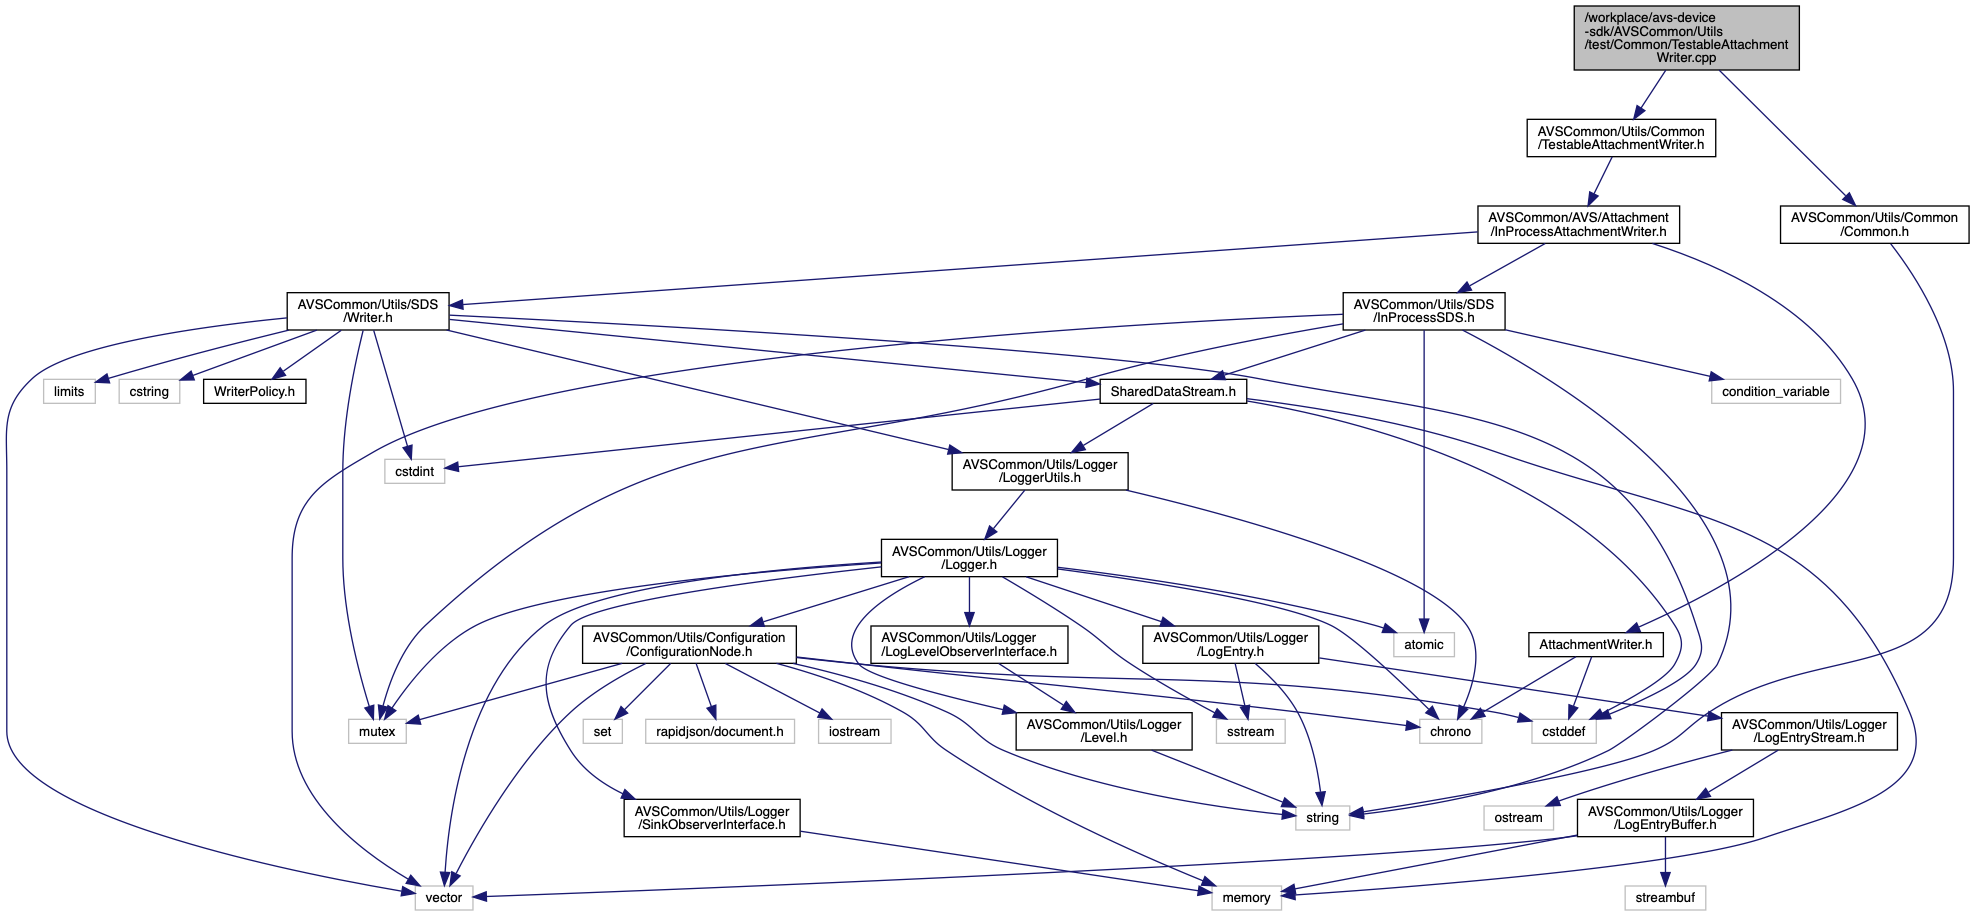 /workplace/avs-device
-sdk/AVSCommon/Utils
/test/Common/TestableAttachment
Writer.cpp
AVSCommon/Utils/Common
/TestableAttachmentWriter.h
AVSCommon/AVS/Attachment
/InProcessAttachmentWriter.h
AVSCommon/Utils/Common
/Common.h
AVSCommon/Utils/SDS
/Writer.h
AVSCommon/Utils/SDS
/InProcessSDS.h
limits
cstring
WriterPolicy.h
SharedDataStream.h
condition_variable
cstdint
AVSCommon/Utils/Logger
/LoggerUtils.h
AVSCommon/Utils/Logger
/Logger.h
AVSCommon/Utils/Configuration
/ConfigurationNode.h
AVSCommon/Utils/Logger
/LogLevelObserverInterface.h
AVSCommon/Utils/Logger
/LogEntry.h
atomic
AttachmentWriter.h
mutex
set
rapidjson/document.h
iostream
AVSCommon/Utils/Logger
/Level.h
sstream
chrono
cstddef
AVSCommon/Utils/Logger
/LogEntryStream.h
AVSCommon/Utils/Logger
/SinkObserverInterface.h
string
ostream
AVSCommon/Utils/Logger
/LogEntryBuffer.h
vector
memory
streambuf